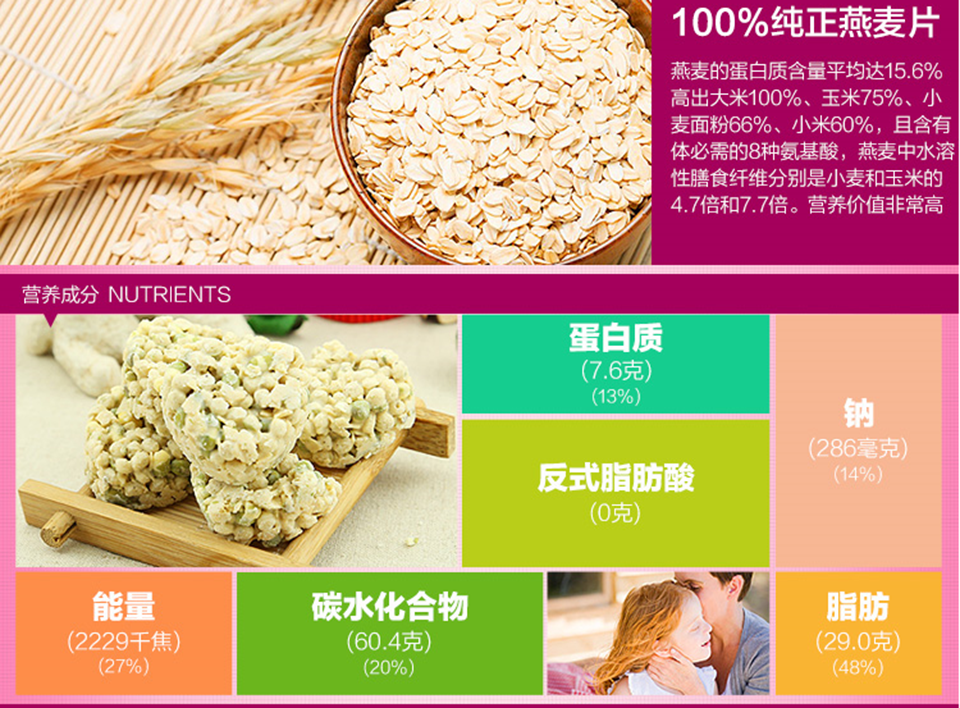 100%纯正燕麦片
燕麦的蛋白质含量平均达15.6%
高出大米100%、玉米75%、小
麦面粉66%、小米60%，且含有
体必需的8种氨基酸，燕麦中水溶
性膳食纤维分别是小麦和玉米的
4.7倍和7.7倍。营养价值非常高
营养成分 NUTRIENTS
蛋白质
(7.6克)
(13%)
钠
(286毫克)
(14%)
反式脂肪酸
(0克)
能量
(2229千焦)
(27%)
碳水化合物
(60.4克)
(20%)
脂肪
(29.0克)
(48%)